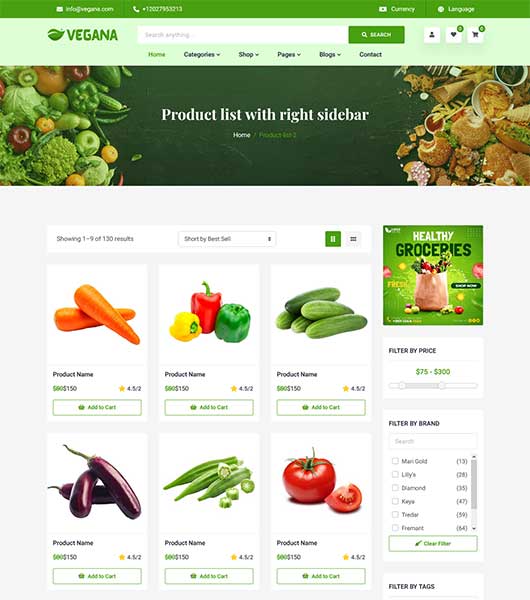 info@vegana.com +12027953213 Currency Language
VEGANA Search anything... SEARCH 0 0
Home Categories Shop Pages Blogs Contact
Product list with right sidebar
Home / Product list 2
Showing 1–9 of 130 results Short by Best Sell
HEALTHY
GROCERIES
FRESH
SHOP NOW
Product Name
$80$150 4.5/2
Add to Cart
Product Name
$80$150 4.5/2
Add to Cart
Product Name
$80$150 4.5/2
Add to Cart
FILTER BY PRICE
$75 - $300
FILTER BY BRAND
Search
Mari Gold (13)
Lilly's (28)
Diamond (35)
Keya (47)
Tredar (59)
Fremant (64)
Clear Filter
Product Name
$80$150 4.5/2
Add to Cart
Product Name
$80$150 4.5/2
Add to Cart
Product Name
$80$150 4.5/2
Add to Cart
FILTER BY TAGS